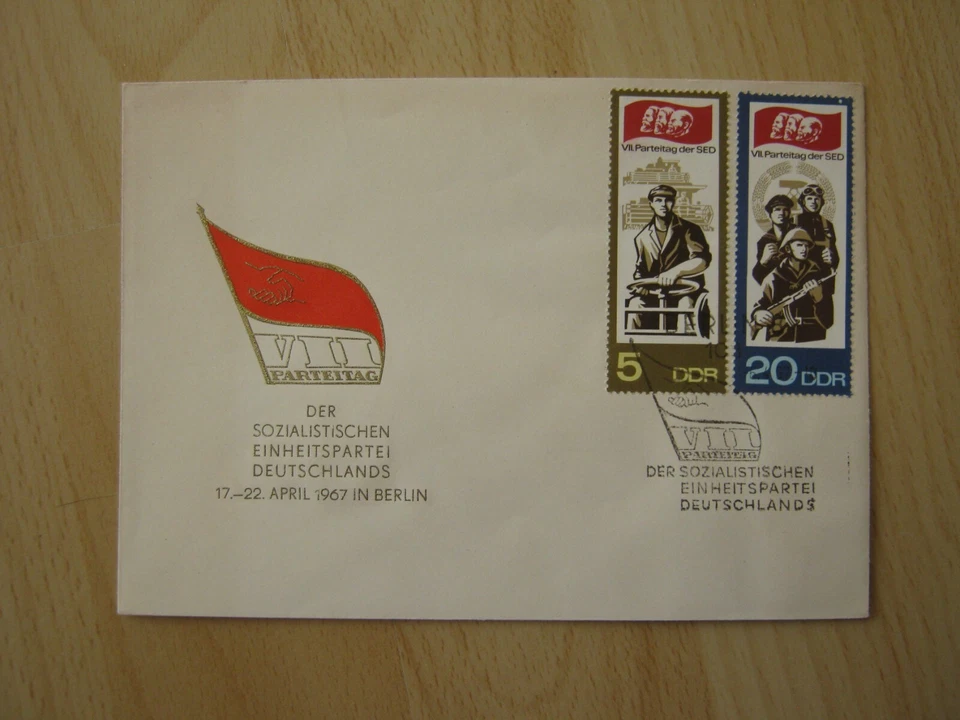 VII.
PARTEITAG
DER
SOZIALISTISCHEN
EINHEITSPARTEI
DEUTSCHLANDS
17.–22. APRIL 1967 IN BERLIN
VII. Parteitag der SED
5 DDR
VII. Parteitag der SED
20 DDR
VII
PARTEITAG
DER SOZIALISTISCHEN
EINHEITSPARTEI
DEUTSCHLANDS